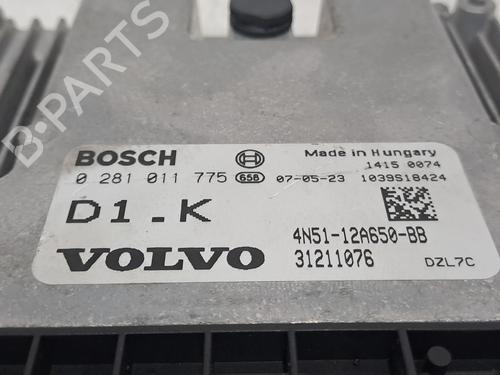 B-PARTS
BOSCH
Made in Hungary
1415 0074
0 281 011 775 658 07-05-23 1039S18424
D1.K
4N51-12A650-BB
VOLVO
31211076 DZL7C